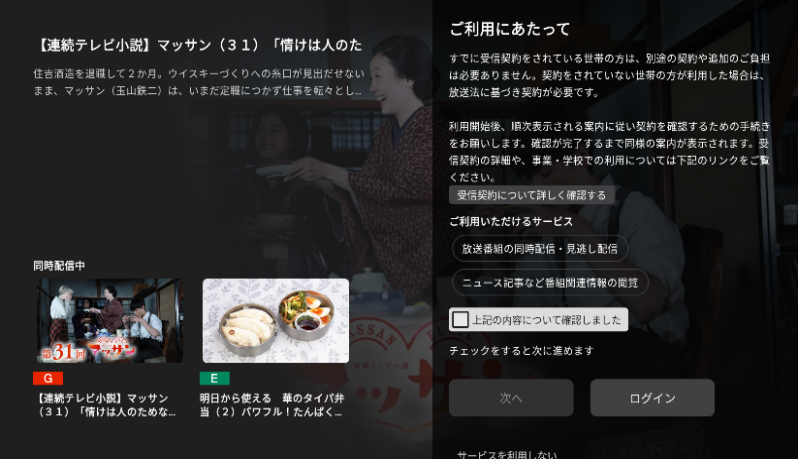 【連続テレビ小説】マッサン（３１）「情けは人のた
住吉酒造を退職して２か月。ウイスキーづくりへの糸口が見出だせない
まま、マッサン（玉山鉄二）は、いまだ定職につかず仕事を転々とし…
同時配信中
第31回
マッサン
G
【連続テレビ小説】マッサン
（３１）「情けは人のためな…
E
明日から使える　華のタイパ弁
当（２）パワフル！たんぱく…
ご利用にあたって
すでに受信契約をされている世帯の方は、別途の契約や追加のご負担
は必要ありません。契約をされていない世帯の方が利用した場合は、
放送法に基づき契約が必要です。
利用開始後、順次表示される案内に従い契約を確認するための手続き
をお願いします。確認が完了するまで同様の案内が表示されます。受
信契約の詳細や、事業・学校での利用については下記のリンクをご覧
ください。
受信契約について詳しく確認する
ご利用いただけるサービス
放送番組の同時配信・見逃し配信
ニュース記事など番組関連情報の閲覧
上記の内容について確認しました
チェックをすると次に進めます
次へ
ログイン
サービスを利用しない